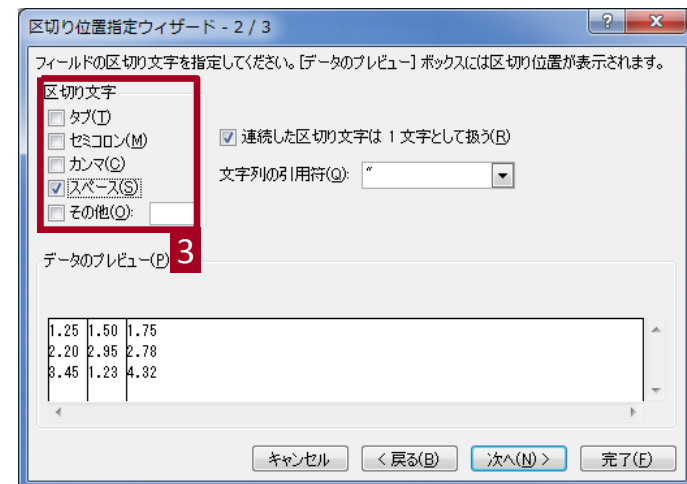 区切り位置指定ウィザード - 2 / 3
フィールドの区切り文字を指定してください。[データのプレビュー] ボックスには区切り位置が表示されます。
区切り文字
タブ(T)
セミコロン(M)
カンマ(C)
スペース(S)
その他(O):
連続した区切り文字は 1 文字として扱う(R)
文字列の引用符(Q): "
3
データのプレビュー(P)
1.25 1.50 1.75
2.20 2.95 2.78
3.45 1.23 4.32
キャンセル < 戻る(B) 次へ(N) > 完了(F)